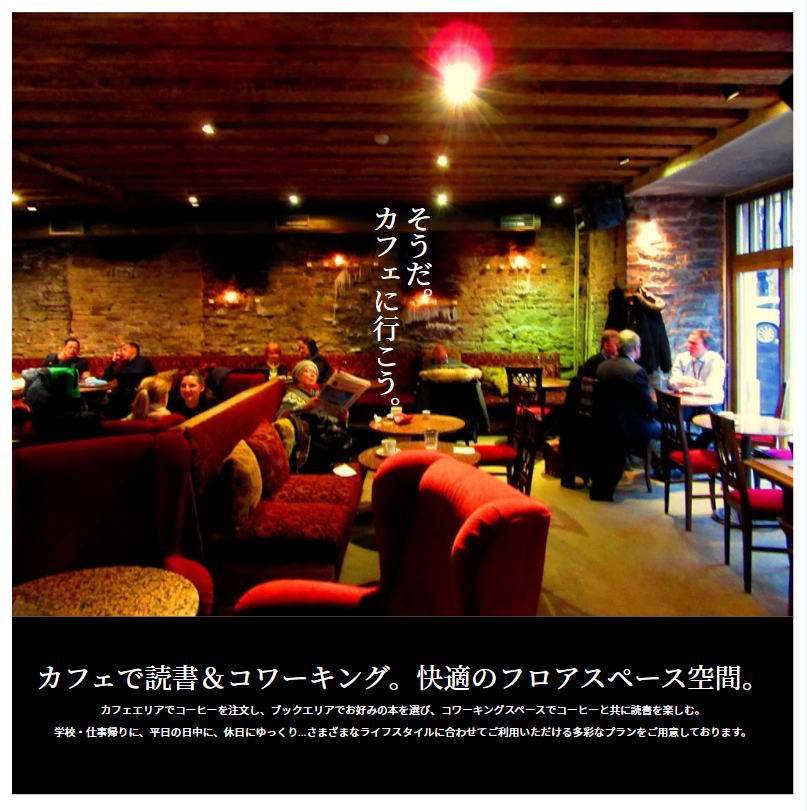 そうだ。
カフェに行こう。
カフェで読書＆コワーキング。快適のフロアスペース空間。
カフェエリアでコーヒーを注文し、ブックエリアでお好みの本を選び、コワーキングスペースでコーヒーと共に読書を楽しむ。
学校・仕事帰りに、平日の日中に、休日にゆっくり...さまざまなライフスタイルに合わせてご利用いただける多彩なプランをご用意しております。